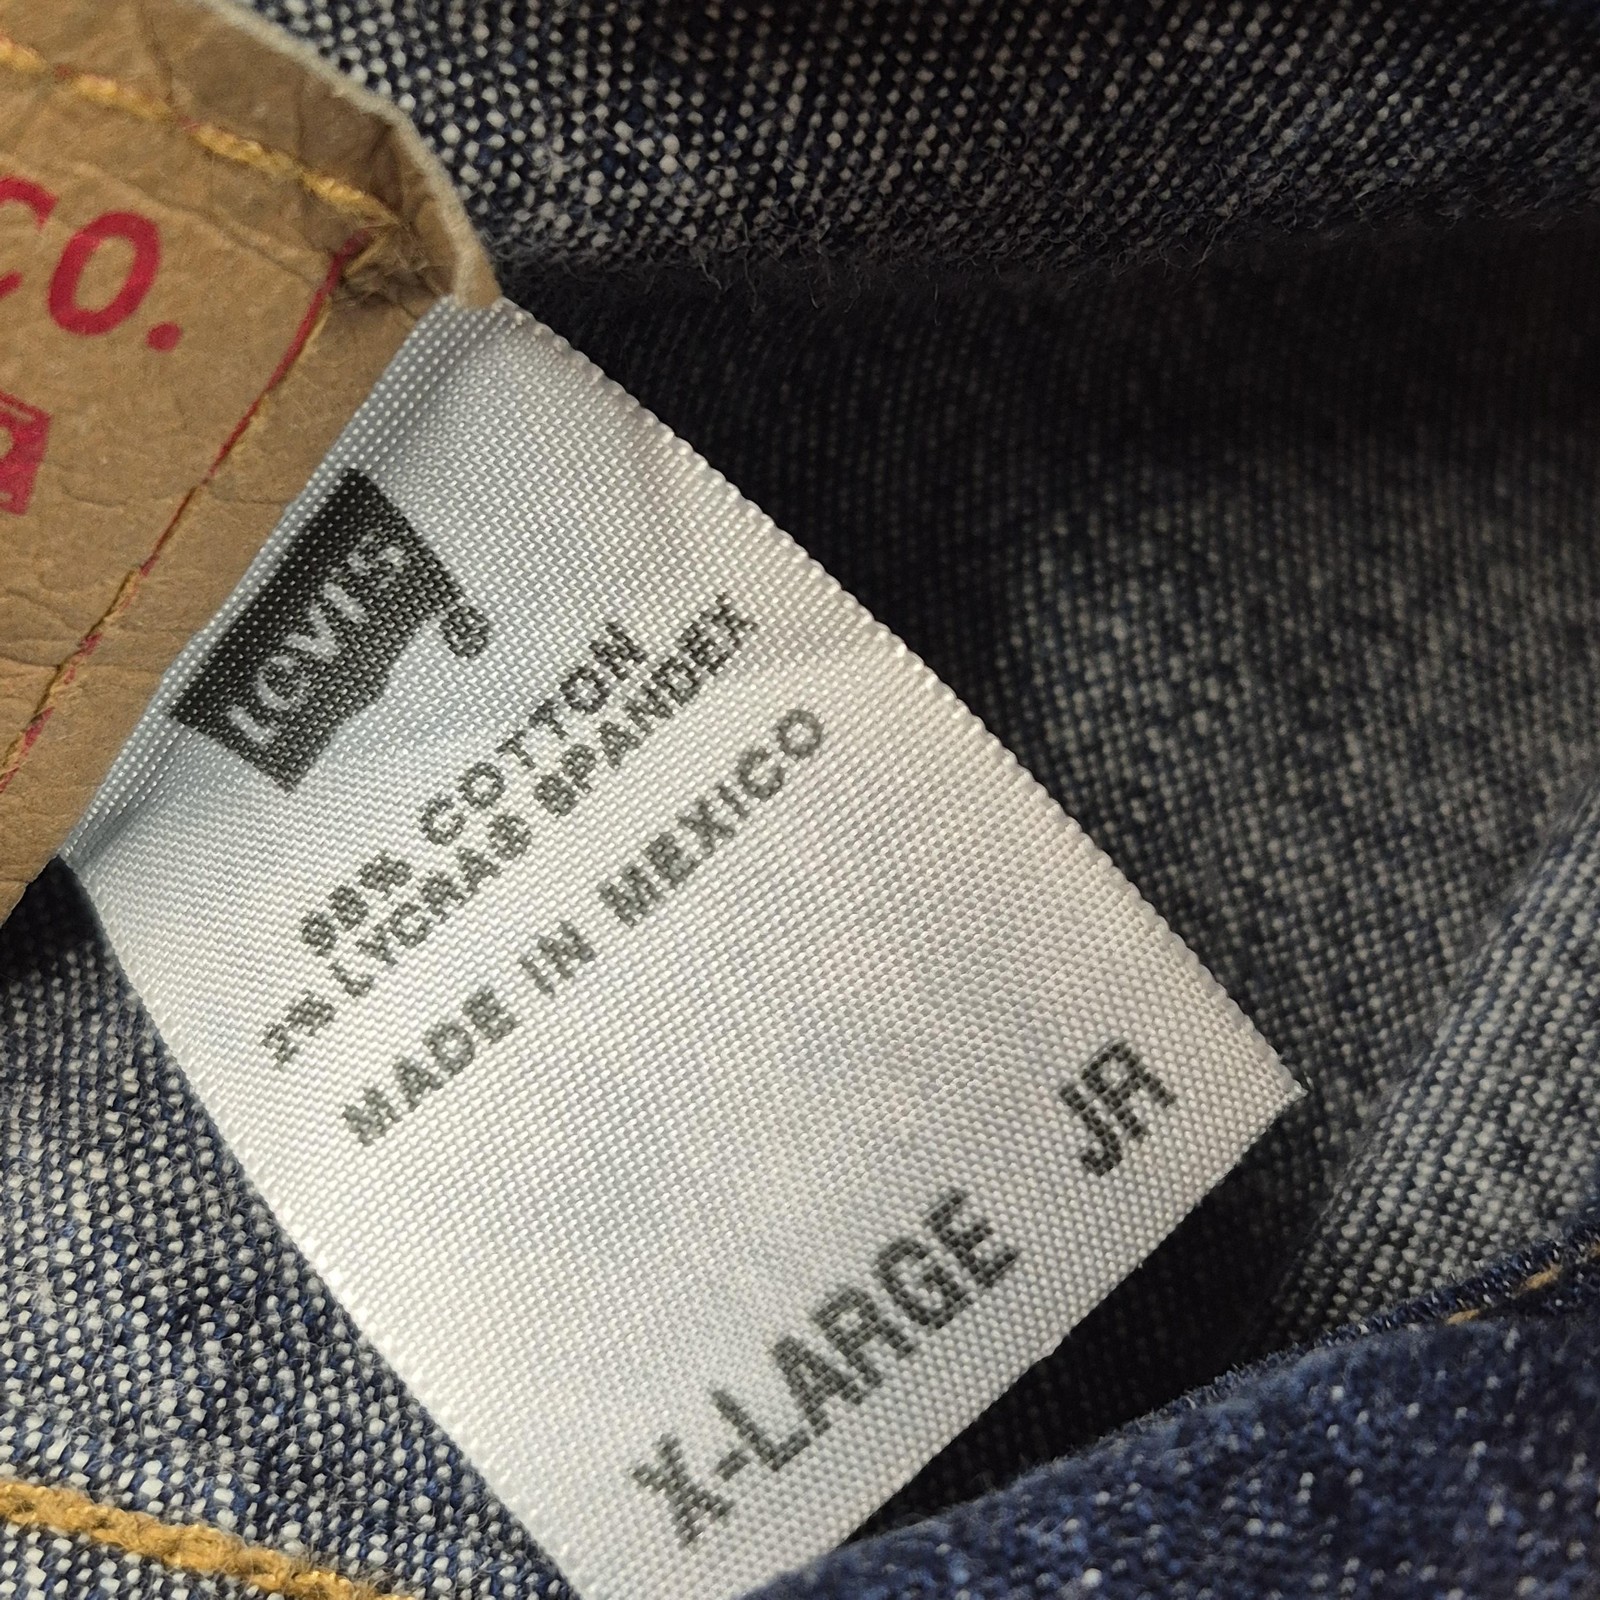 CO.
LEVI'S®
98% COTTON
2% LYCRA® SPANDEX
MADE IN MEXICO
X-LARGE JR